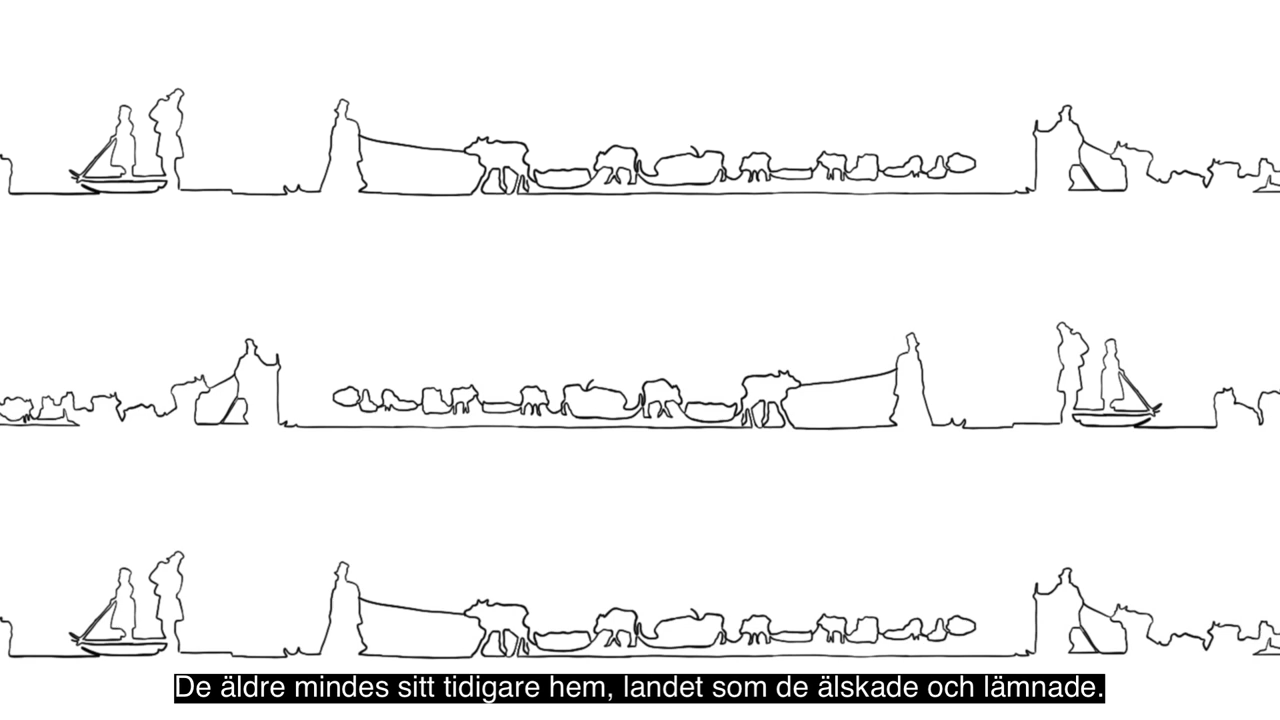 De äldre mindes sitt tidigare hem, landet som de älskade och lämnade.